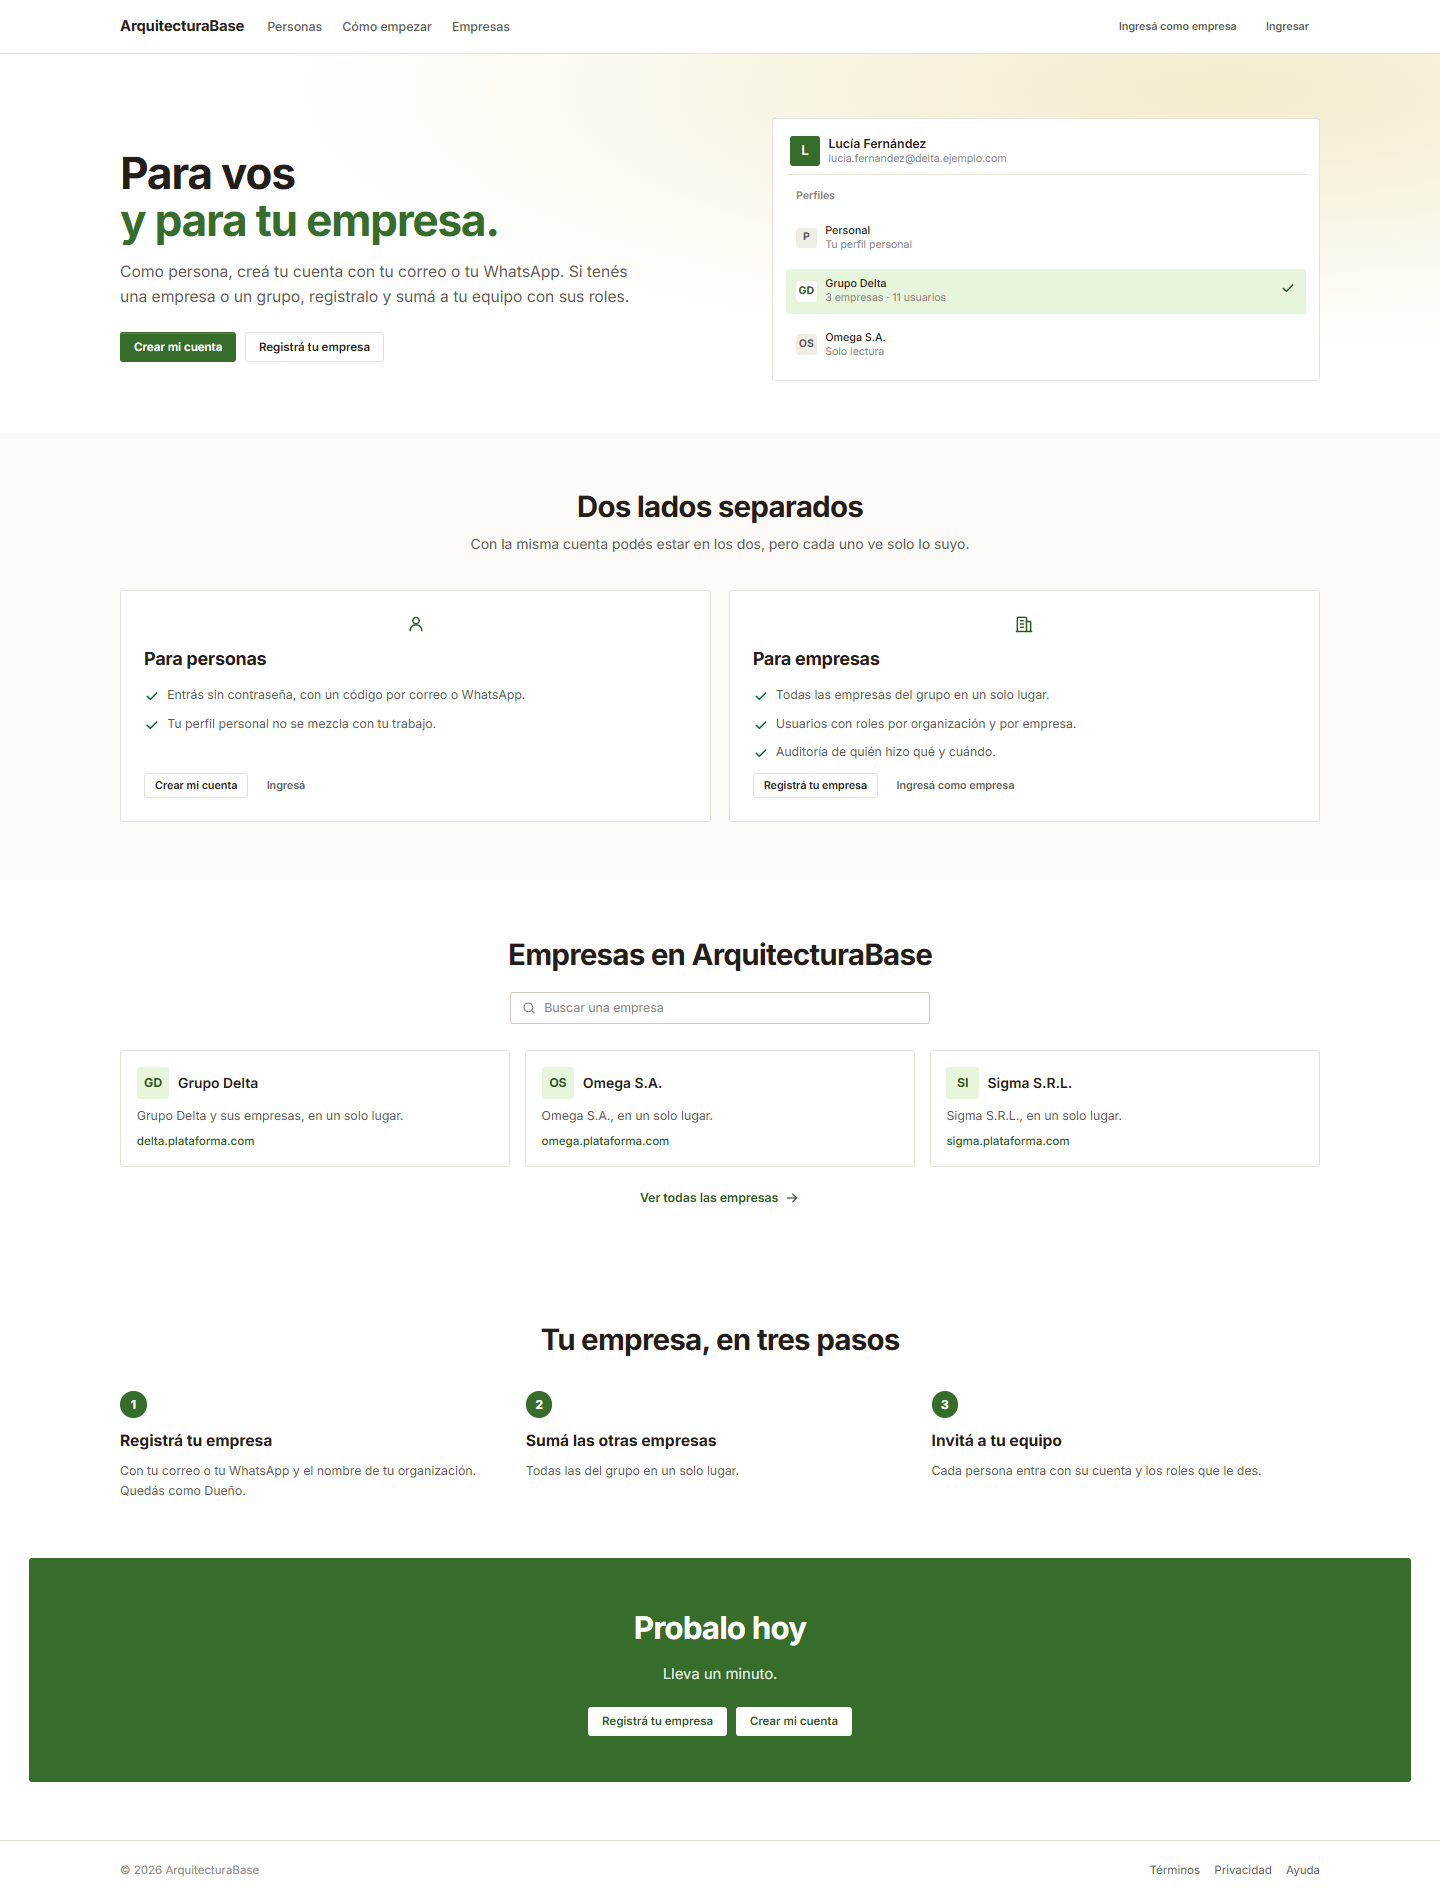 ArquitecturaBase
Personas
Cómo empezar
Empresas
Ingresá como empresa
Ingresar
Para vos
y para tu empresa.
Como persona, creá tu cuenta con tu correo o tu WhatsApp. Si tenés
una empresa o un grupo, registralo y sumá a tu equipo con sus roles.
Crear mi cuenta
Registrá tu empresa
L
Lucía Fernández
lucia.fernandez@delta.ejemplo.com
Perfiles
P
Personal
Tu perfil personal
GD
Grupo Delta
3 empresas · 11 usuarios
OS
Omega S.A.
Solo lectura
Dos lados separados
Con la misma cuenta podés estar en los dos, pero cada uno ve solo lo suyo.
Para personas
Entrás sin contraseña, con un código por correo o WhatsApp.
Tu perfil personal no se mezcla con tu trabajo.
Crear mi cuenta
Ingresá
Para empresas
Todas las empresas del grupo en un solo lugar.
Usuarios con roles por organización y por empresa.
Auditoría de quién hizo qué y cuándo.
Registrá tu empresa
Ingresá como empresa
Empresas en ArquitecturaBase
Buscar una empresa
GD
Grupo Delta
Grupo Delta y sus empresas, en un solo lugar.
delta.plataforma.com
OS
Omega S.A.
Omega S.A., en un solo lugar.
omega.plataforma.com
SI
Sigma S.R.L.
Sigma S.R.L., en un solo lugar.
sigma.plataforma.com
Ver todas las empresas
Tu empresa, en tres pasos
1
Registrá tu empresa
Con tu correo o tu WhatsApp y el nombre de tu organización.
Quedás como Dueño.
2
Sumá las otras empresas
Todas las del grupo en un solo lugar.
3
Invitá a tu equipo
Cada persona entra con su cuenta y los roles que le des.
Probalo hoy
Lleva un minuto.
Registrá tu empresa
Crear mi cuenta
© 2026 ArquitecturaBase
Términos
Privacidad
Ayuda